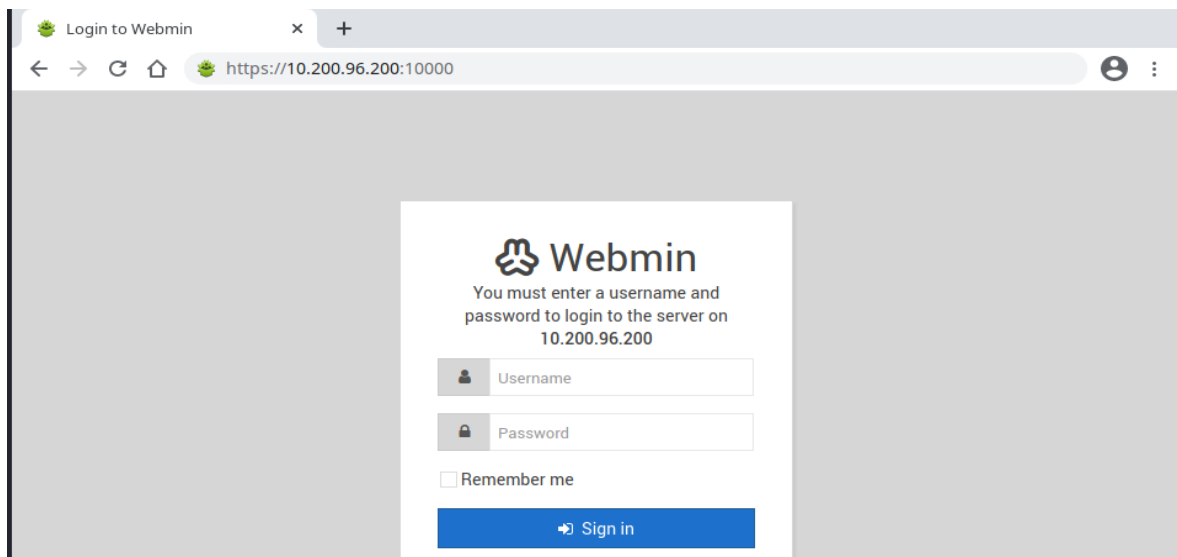 Login to Webmin
https://10.200.96.200:10000
Webmin
You must enter a username and
password to login to the server on
10.200.96.200
Username
Password
Remember me
Sign in